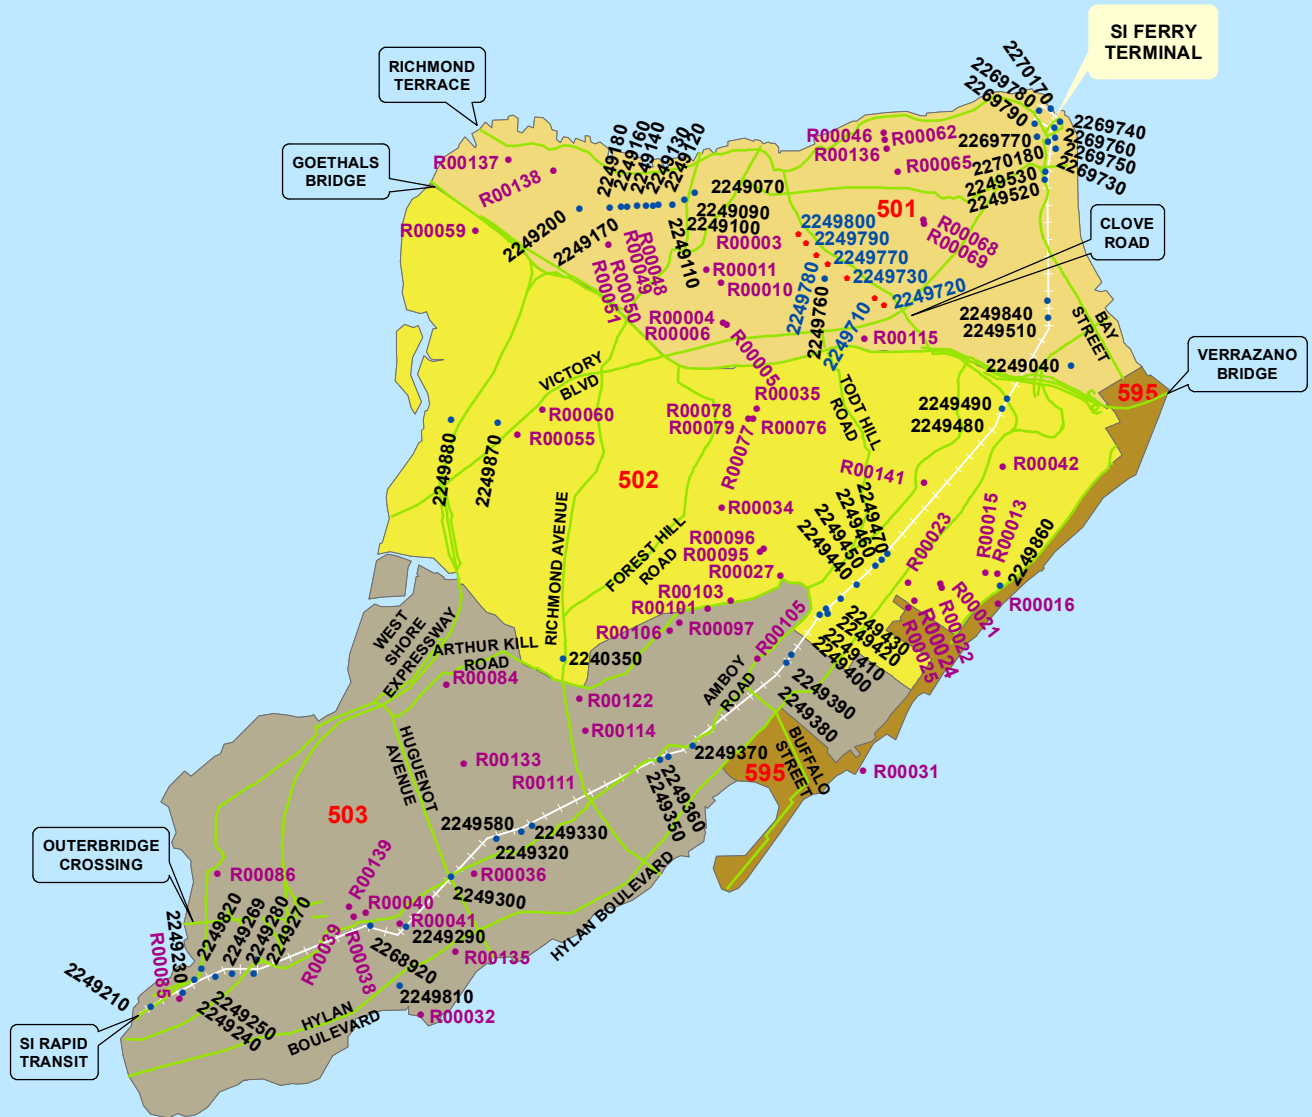 SI FERRY
TERMINAL
RICHMOND
TERRACE
GOETHALS
BRIDGE
2270170
2269780
2269790
2269770
2270180
2249530
2249520
2269740
2269760
2269750
2269730
R00046
R00062
R00136
R00065
R00137
R00138
2249180
2249160
2249140
2249130
2249120
2249070
2249090
2249100
2249110
2249200
2249170
R00059
R00003
R00011
R00010
R00048
R00049
R00050
R00051
R00004
R00006
R00005
2249800
2249790
2249770
2249730
2249720
2249780
2249760
2249710
501
R00068
R00069
CLOVE
ROAD
R00115
2249840
2249510
2249040
BAY
STREET
VERRAZANO
BRIDGE
595
VICTORY
BLVD
R00060
R00055
2249880
2249870
R00035
R00078
R00079
R00076
R00077
TODT HILL
ROAD
2249490
2249480
R00042
R00141
502
R00034
RICHMOND AVENUE
FOREST HILL
ROAD
R00096
R00095
R00027
R00103
R00101
R00106
R00097
R00105
2249470
2249460
2249450
2249440
R00023
R00015
R00013
2249860
R00016
R00021
R00022
R00024
R00025
2249430
2249420
2249410
2249400
2249390
2249380
WEST
SHORE
EXPRESSWAY
ARTHUR KILL
ROAD
R00084
2240350
R00122
R00114
AMBOY
ROAD
HUGUENOT
AVENUE
R00133
R00111
2249370
2249360
2249350
595
BUFFALO
STREET
R00031
503
2249580
2249330
2249320
R00036
2249300
OUTERBRIDGE
CROSSING
R00086
R00139
R00040
R00041
2249290
R00039
R00038
2268920
R00135
HYLAN BOULEVARD
2249820
2249269
2249280
2249270
2249230
R00085
2249210
2249250
2249240
2249810
R00032
HYLAN
BOULEVARD
SI RAPID
TRANSIT